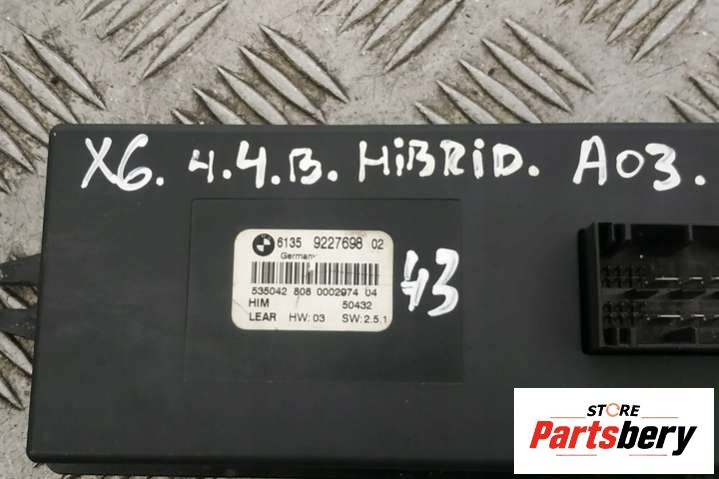 X6. 4.4.B. HiBRiD. A03.
6135 9227698 02
Germany
535042 808 0002974 04
HIM 50432
LEAR HW: 03 SW: 2.5.1
43
STORE
Partsbery